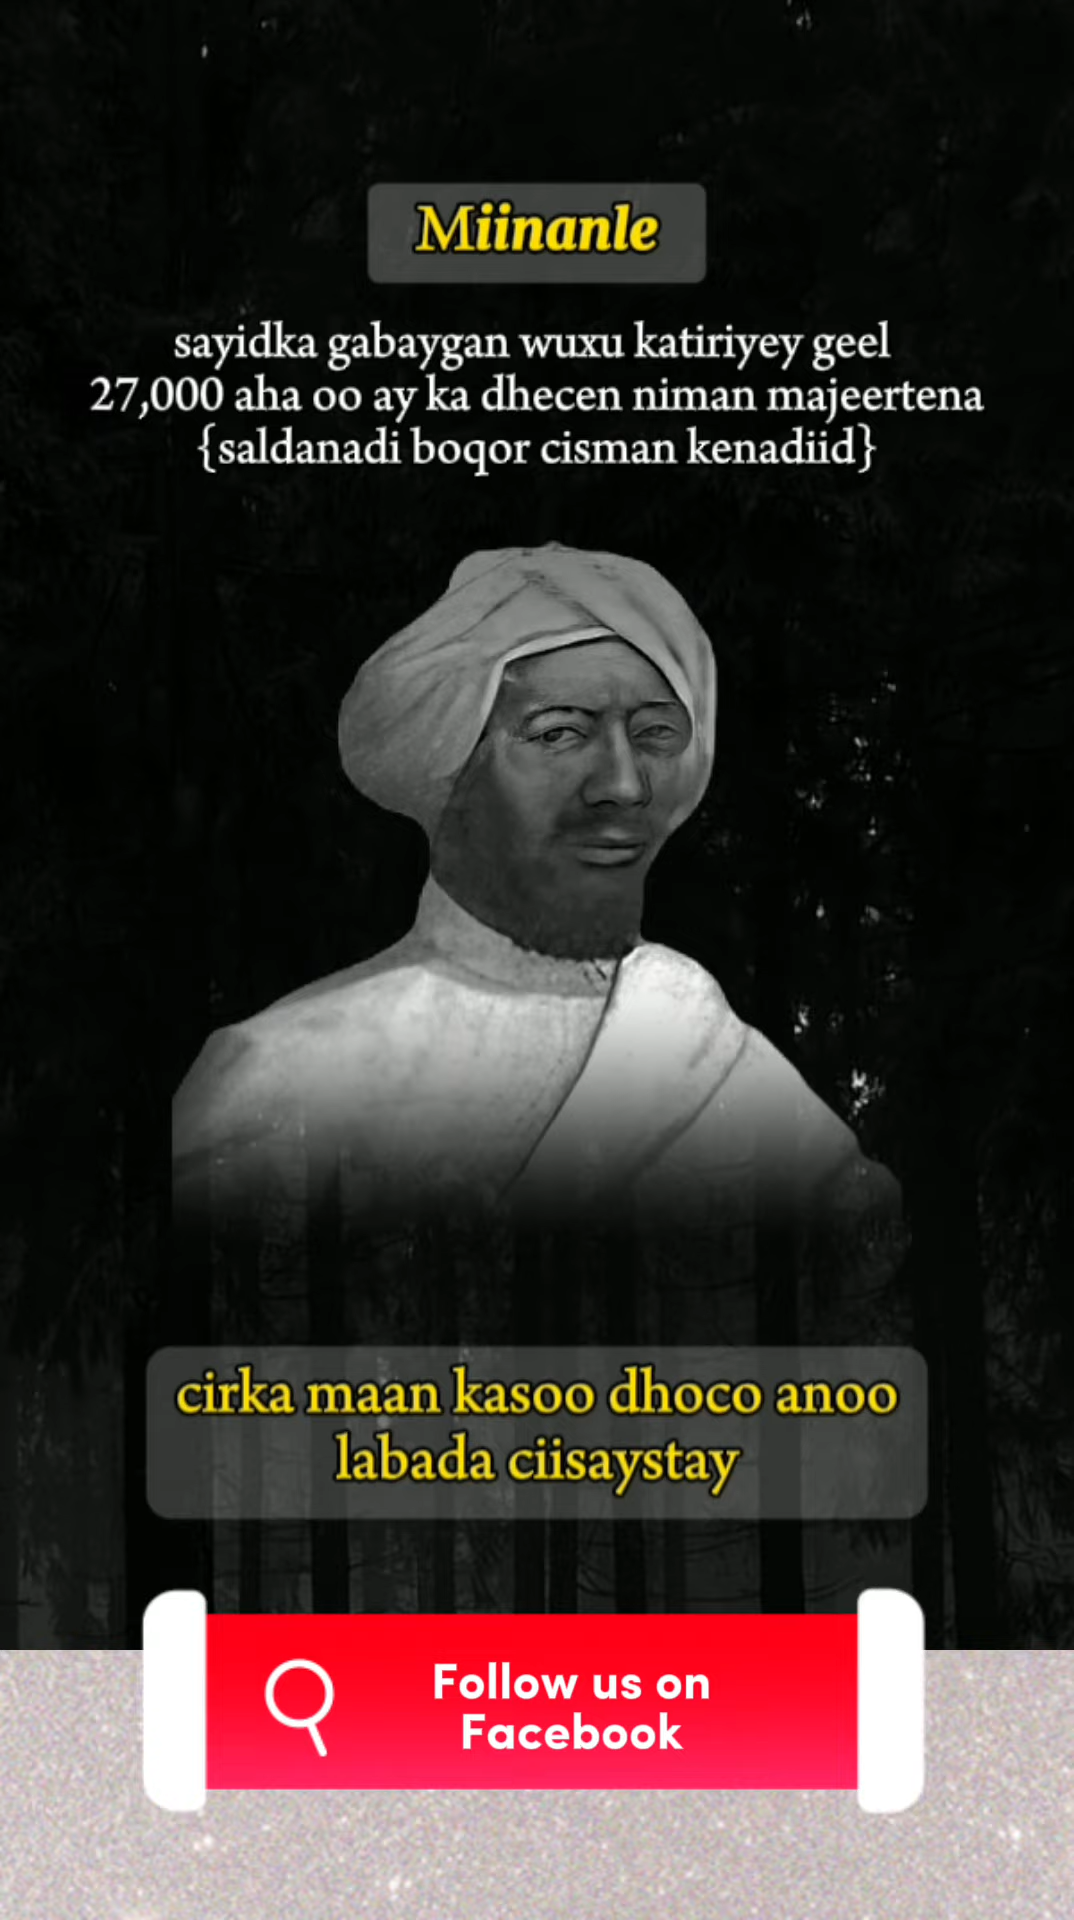 Miinanle
sayidka gabaygan wuxu katiriyey geel
27,000 aha oo ay ka dhecen niman majeertena
{saldanadi boqor cisman kenadiid}
cirka maan kasoo dhoco anoo
labada ciisaystay
Follow us on
Facebook